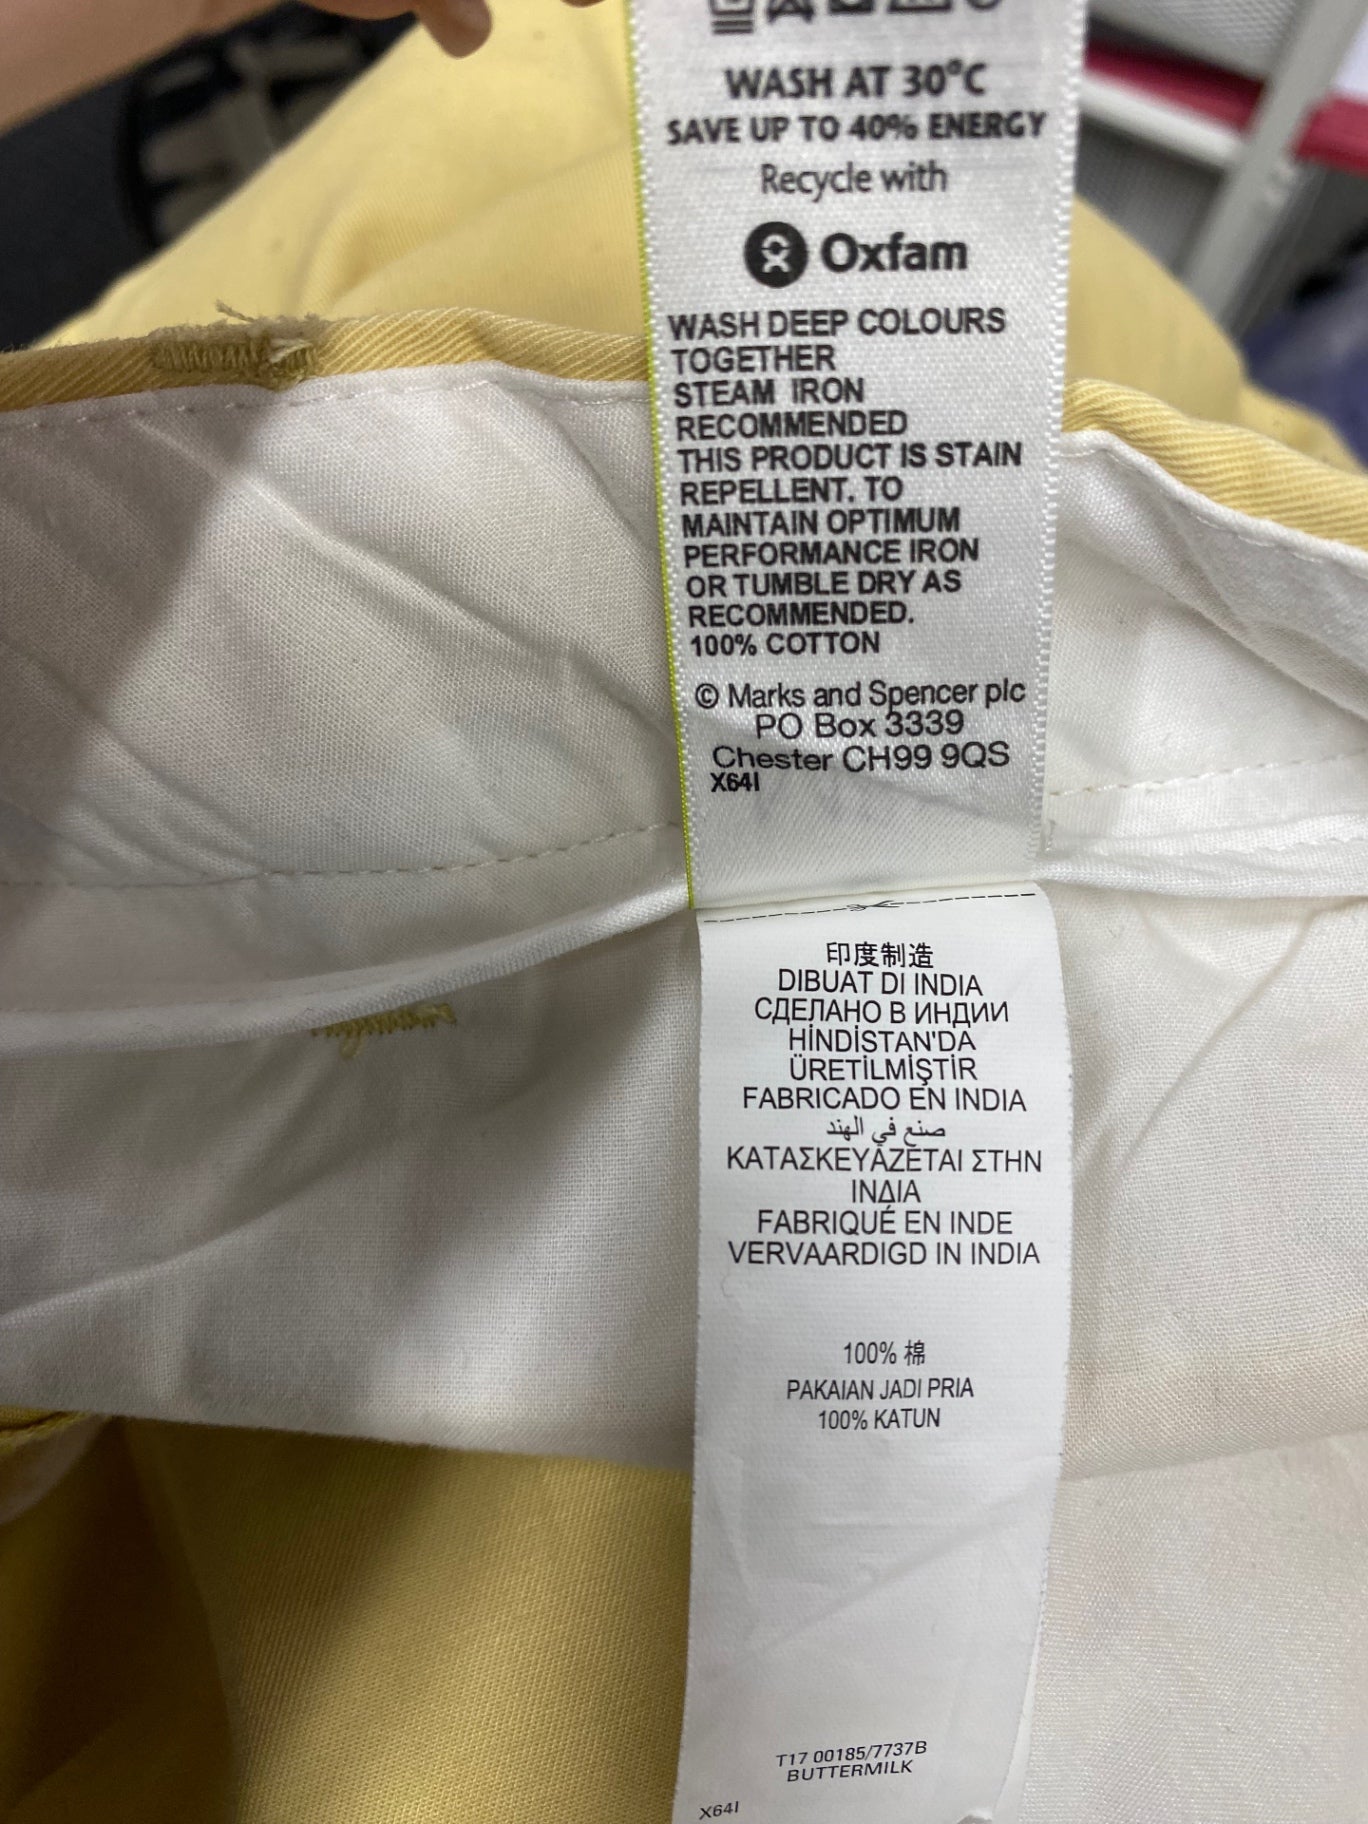 WASH AT 30°C
SAVE UP TO 40% ENERGY
Recycle with
Oxfam
WASH DEEP COLOURS
TOGETHER
STEAM IRON
RECOMMENDED
THIS PRODUCT IS STAIN
REPELLENT. TO
MAINTAIN OPTIMUM
PERFORMANCE IRON
OR TUMBLE DRY AS
RECOMMENDED.
100% COTTON
© Marks and Spencer plc
PO Box 3339
Chester CH99 9QS
X64I
印度制造
DIBUAT DI INDIA
СДЕЛАНО В ИНДИИ
HİNDİSTAN'DA
ÜRETİLMİŞTİR
FABRICADO EN INDIA
صنع في الهند
ΚΑΤΑΣΚΕΥΑΖΕΤΑΙ ΣΤΗΝ
ΙΝΔΙΑ
FABRIQUÉ EN INDE
VERVAARDIGD IN INDIA
100% 棉
PAKAIAN JADI PRIA
100% KATUN
T17 00185/7737B
BUTTERMILK
X64I